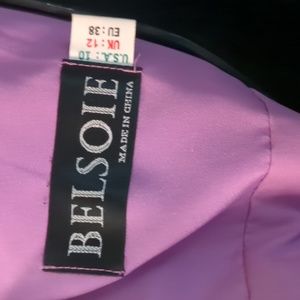 U.S.A.: 10
UK: 12
EU: 38
BELSOIE
MADE IN CHINA